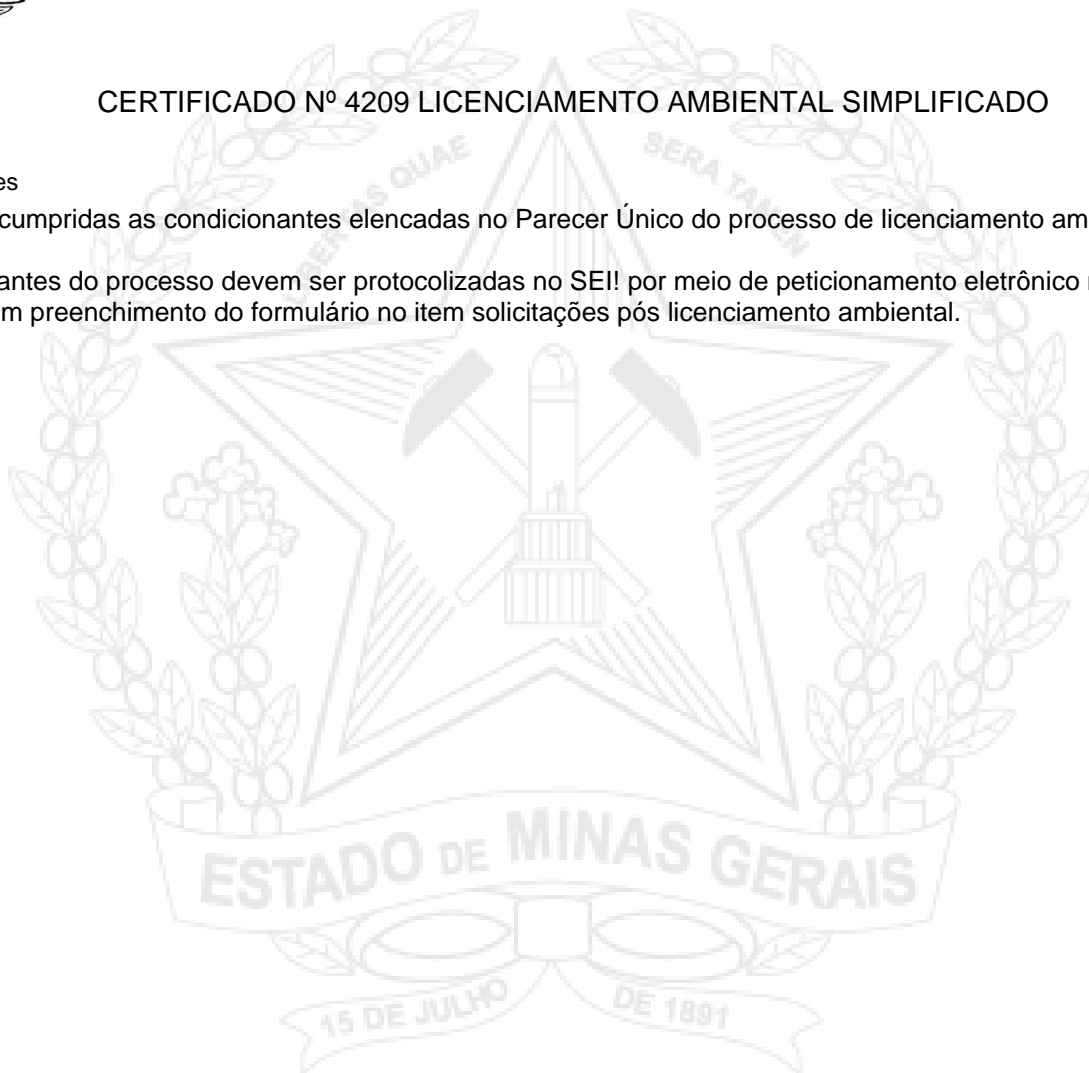 CERTIFICADO Nº 4209 LICENCIAMENTO AMBIENTAL SIMPLIFICADO
es
cumpridas as condicionantes elencadas no Parecer Único do processo de licenciamento am
antes do processo devem ser protocolizadas no SEI! por meio de peticionamento eletrônico
m preenchimento do formulário no item solicitações pós licenciamento ambiental.
LIBERTAS QUAE SERA TAMEN
ESTADO DE MINAS GERAIS
15 DE JULHO DE 1891